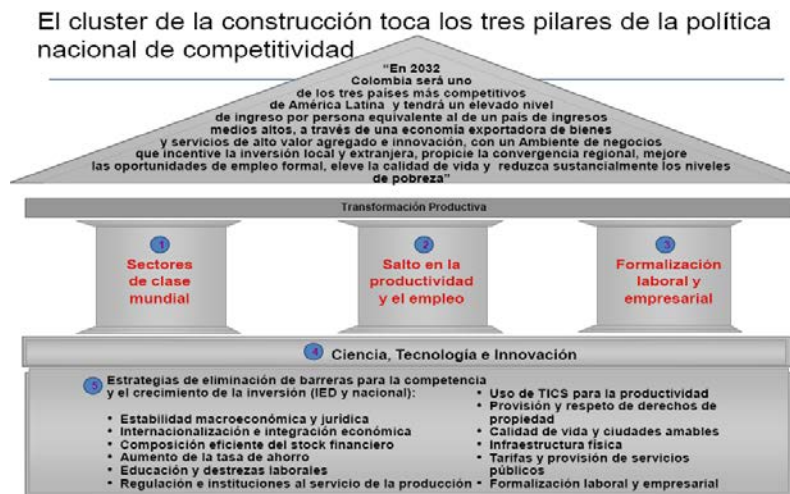 El cluster de la construcción toca los tres pilares de la política
nacional de competitividad
“En 2032
Colombia será uno
de los tres países más competitivos
de América Latina y tendrá un elevado nivel
de ingreso por persona equivalente al de un país de ingresos
medios altos, a través de una economía exportadora de bienes
y servicios de alto valor agregado e innovación, con un Ambiente de negocios
que incentive la inversión local y extranjera, propicie la convergencia regional, mejore
las oportunidades de empleo formal, eleve la calidad de vida y reduzca sustancialmente los niveles
de pobreza”
Transformación Productiva
1
Sectores
de clase
mundial
2
Salto en la
productividad
y el empleo
3
Formalización
laboral y
empresarial
4 Ciencia, Tecnología e Innovación
5 Estrategias de eliminación de barreras para la competencia
y el crecimiento de la inversión (IED y nacional):
• Estabilidad macroeconómica y jurídica
• Internacionalización e integración económica
• Composición eficiente del stock financiero
• Aumento de la tasa de ahorro
• Educación y destrezas laborales
• Regulación e instituciones al servicio de la producción
• Uso de TICS para la productividad
• Provisión y respeto de derechos de
propiedad
• Calidad de vida y ciudades amables
• Infraestructura física
• Tarifas y provisión de servicios
públicos
• Formalización laboral y empresarial